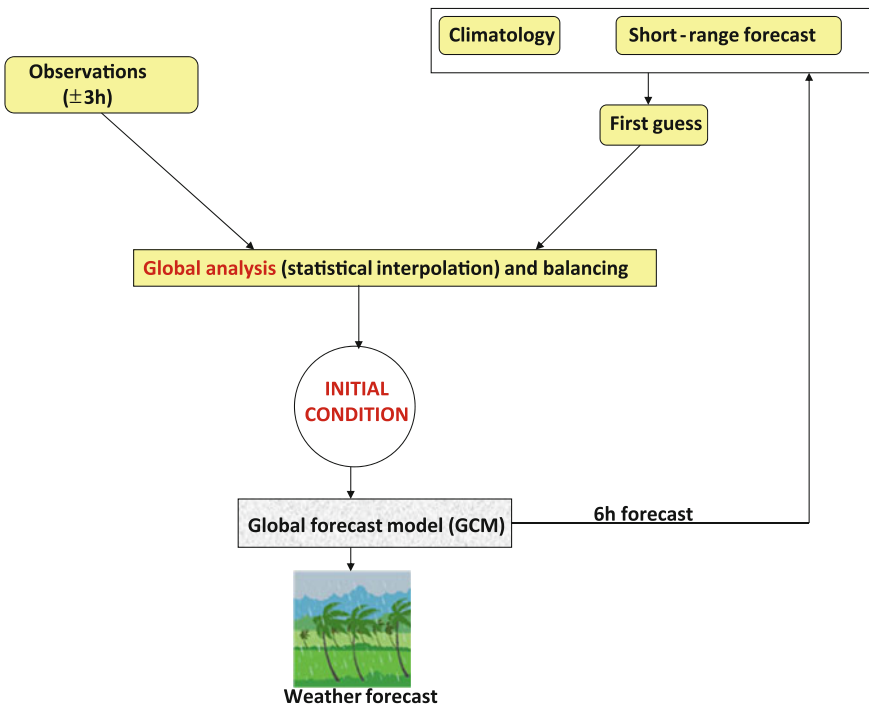 Climatology
Short-range forecast
Observations
(±3h)
First guess
Global analysis (statistical interpolation) and balancing
INITIAL
CONDITION
Global forecast model (GCM)
6h forecast
Weather forecast